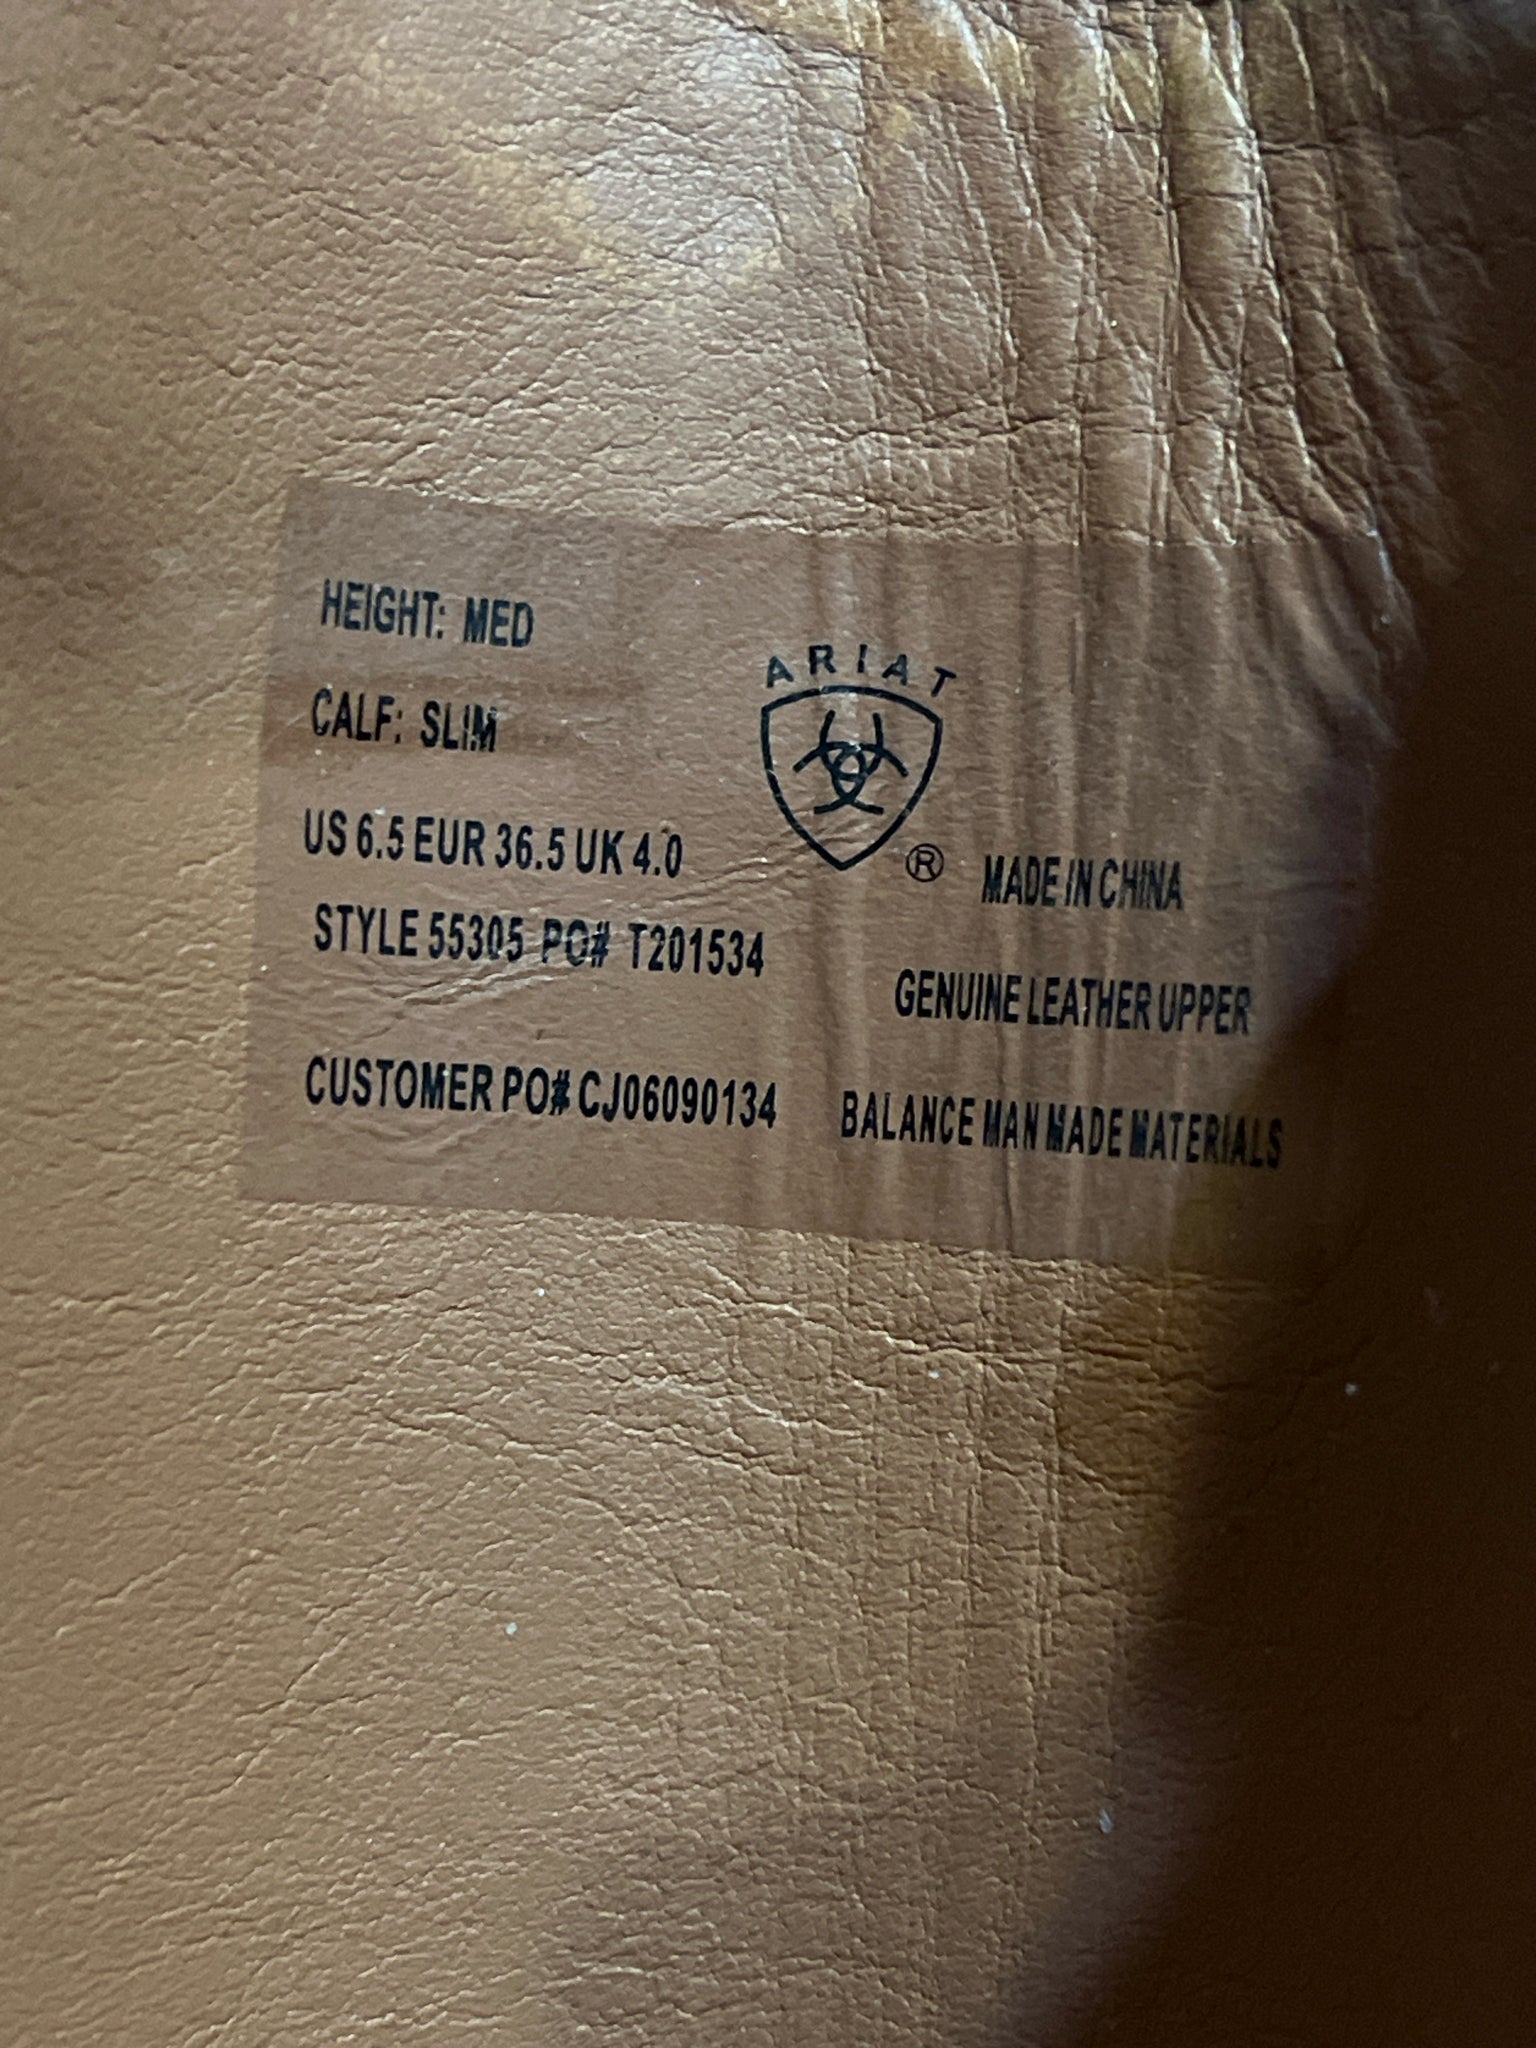 HEIGHT: MED
CALF: SLIM
US 6.5 EUR 36.5 UK 4.0
STYLE 55305 PO# T201534
CUSTOMER PO# CJ06090134
ARIAT
®
MADE IN CHINA
GENUINE LEATHER UPPER
BALANCE MAN MADE MATERIALS